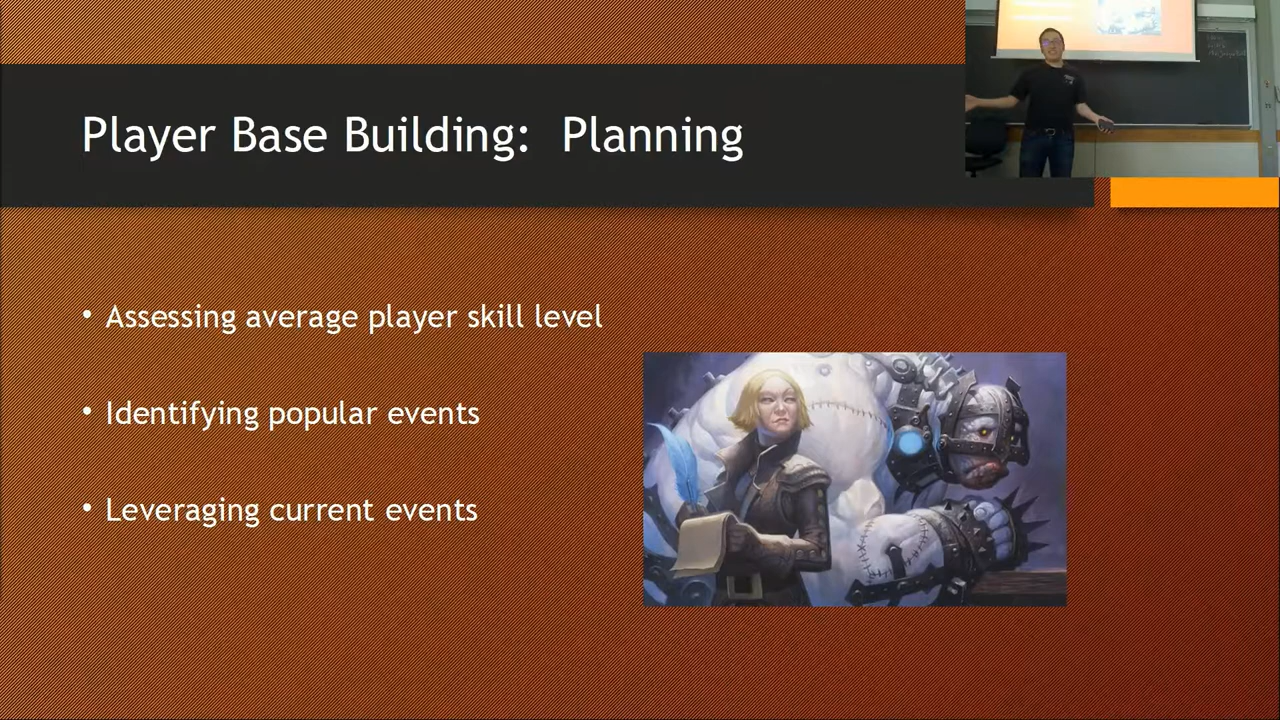 Player Base Building:  Planning
• Assessing average player skill level
• Identifying popular events
• Leveraging current events